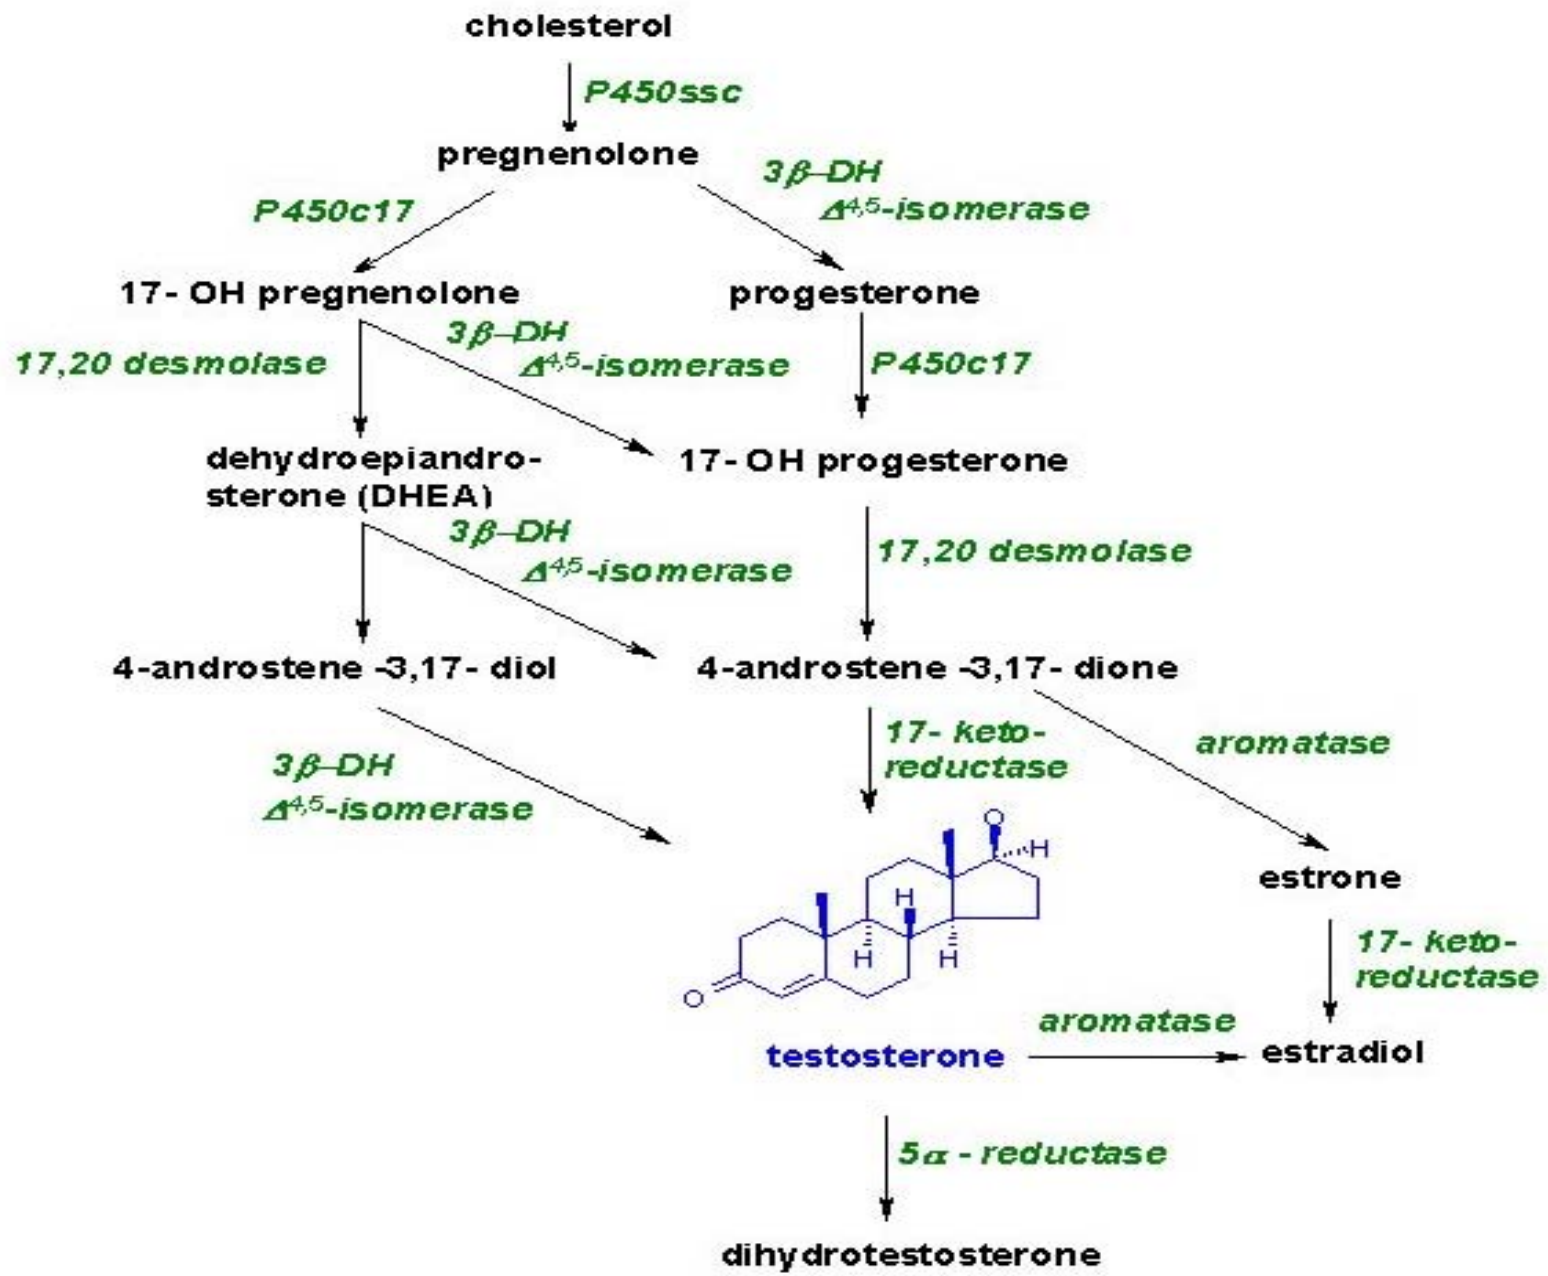 cholesterol
P450ssc
pregnenolone
3β-DH
Δ4,5-isomerase
P450c17
17- OH pregnenolone
progesterone
3β-DH
Δ4,5-isomerase
17,20 desmolase
P450c17
dehydroepiandro-
sterone (DHEA)
17- OH progesterone
3β-DH
Δ4,5-isomerase
17,20 desmolase
4-androstene -3,17- diol
4-androstene -3,17- dione
17- keto-
reductase
aromatase
3β-DH
Δ4,5-isomerase
O
H
H
H
H
O
estrone
17- keto-
reductase
aromatase
testosterone
estradiol
5α - reductase
dihydrotestosterone